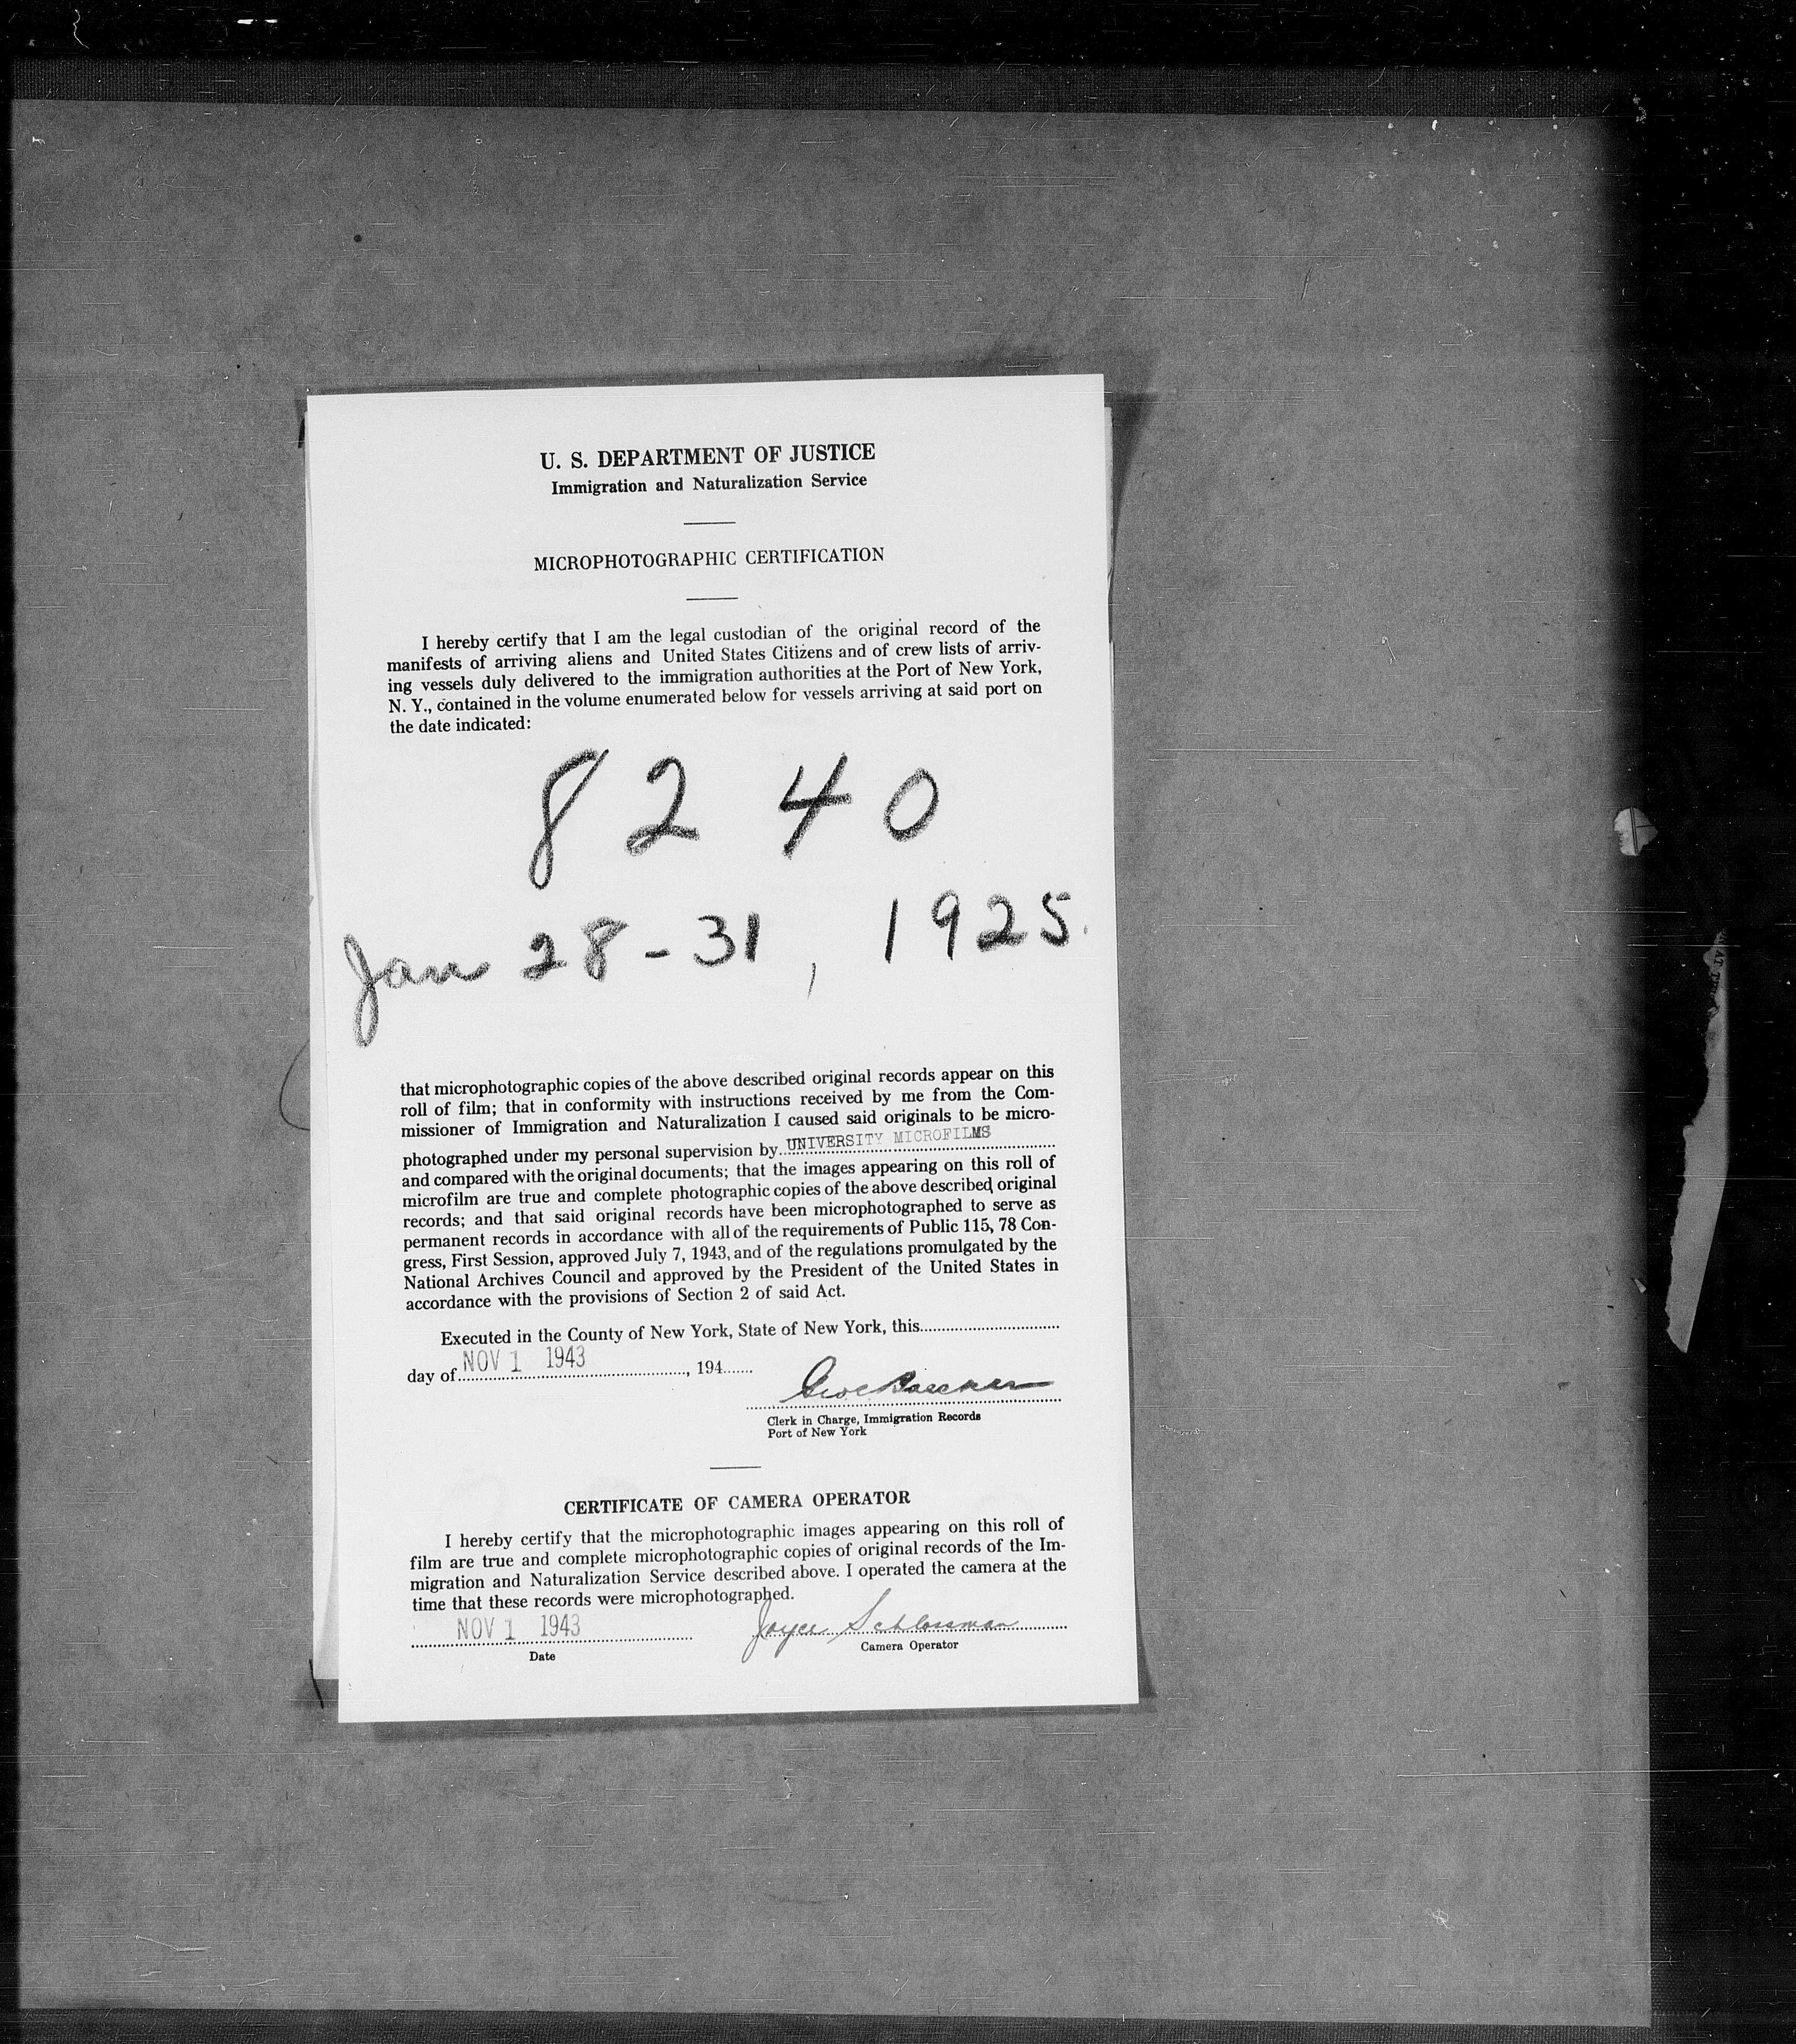 U. S. DEPARTMENT OF JUSTICE
Immigration and Naturalization Service
MICROPHOTOGRAPHIC CERTIFICATION
I hereby certify that I am the legal custodian of the original record of the
manifests of arriving aliens and United States Citizens and of crew lists of arriv-
ing vessels duly delivered to the immigration authorities at the Port of New York,
N. Y., contained in the volume enumerated below for vessels arriving at said port on
the date indicated:
8240
Jan 28-31, 1925.
that microphotographic copies of the above described original records appear on this
roll of film; that in conformity with instructions received by me from the Com-
missioner of Immigration and Naturalization I caused said originals to be micro-
photographed under my personal supervision by UNIVERSITY MICROFILMS
and compared with the original documents; that the images appearing on this roll of
microfilm are true and complete photographic copies of the above described original
records; and that said original records have been microphotographed to serve as
permanent records in accordance with all of the requirements of Public 115, 78 Con-
gress, First Session, approved July 7, 1943, and of the regulations promulgated by the
National Archives Council and approved by the President of the United States in
accordance with the provisions of Section 2 of said Act.
Executed in the County of New York, State of New York, this
day of NOV 1 1943, 194
Clerk in Charge, Immigration Records
Port of New York
CERTIFICATE OF CAMERA OPERATOR
I hereby certify that the microphotographic images appearing on this roll of
film are true and complete microphotographic copies of original records of the Im-
migration and Naturalization Service described above. I operated the camera at the
time that these records were microphotographed.
NOV 1 1943 Joyce Schlossman
Date Camera Operator